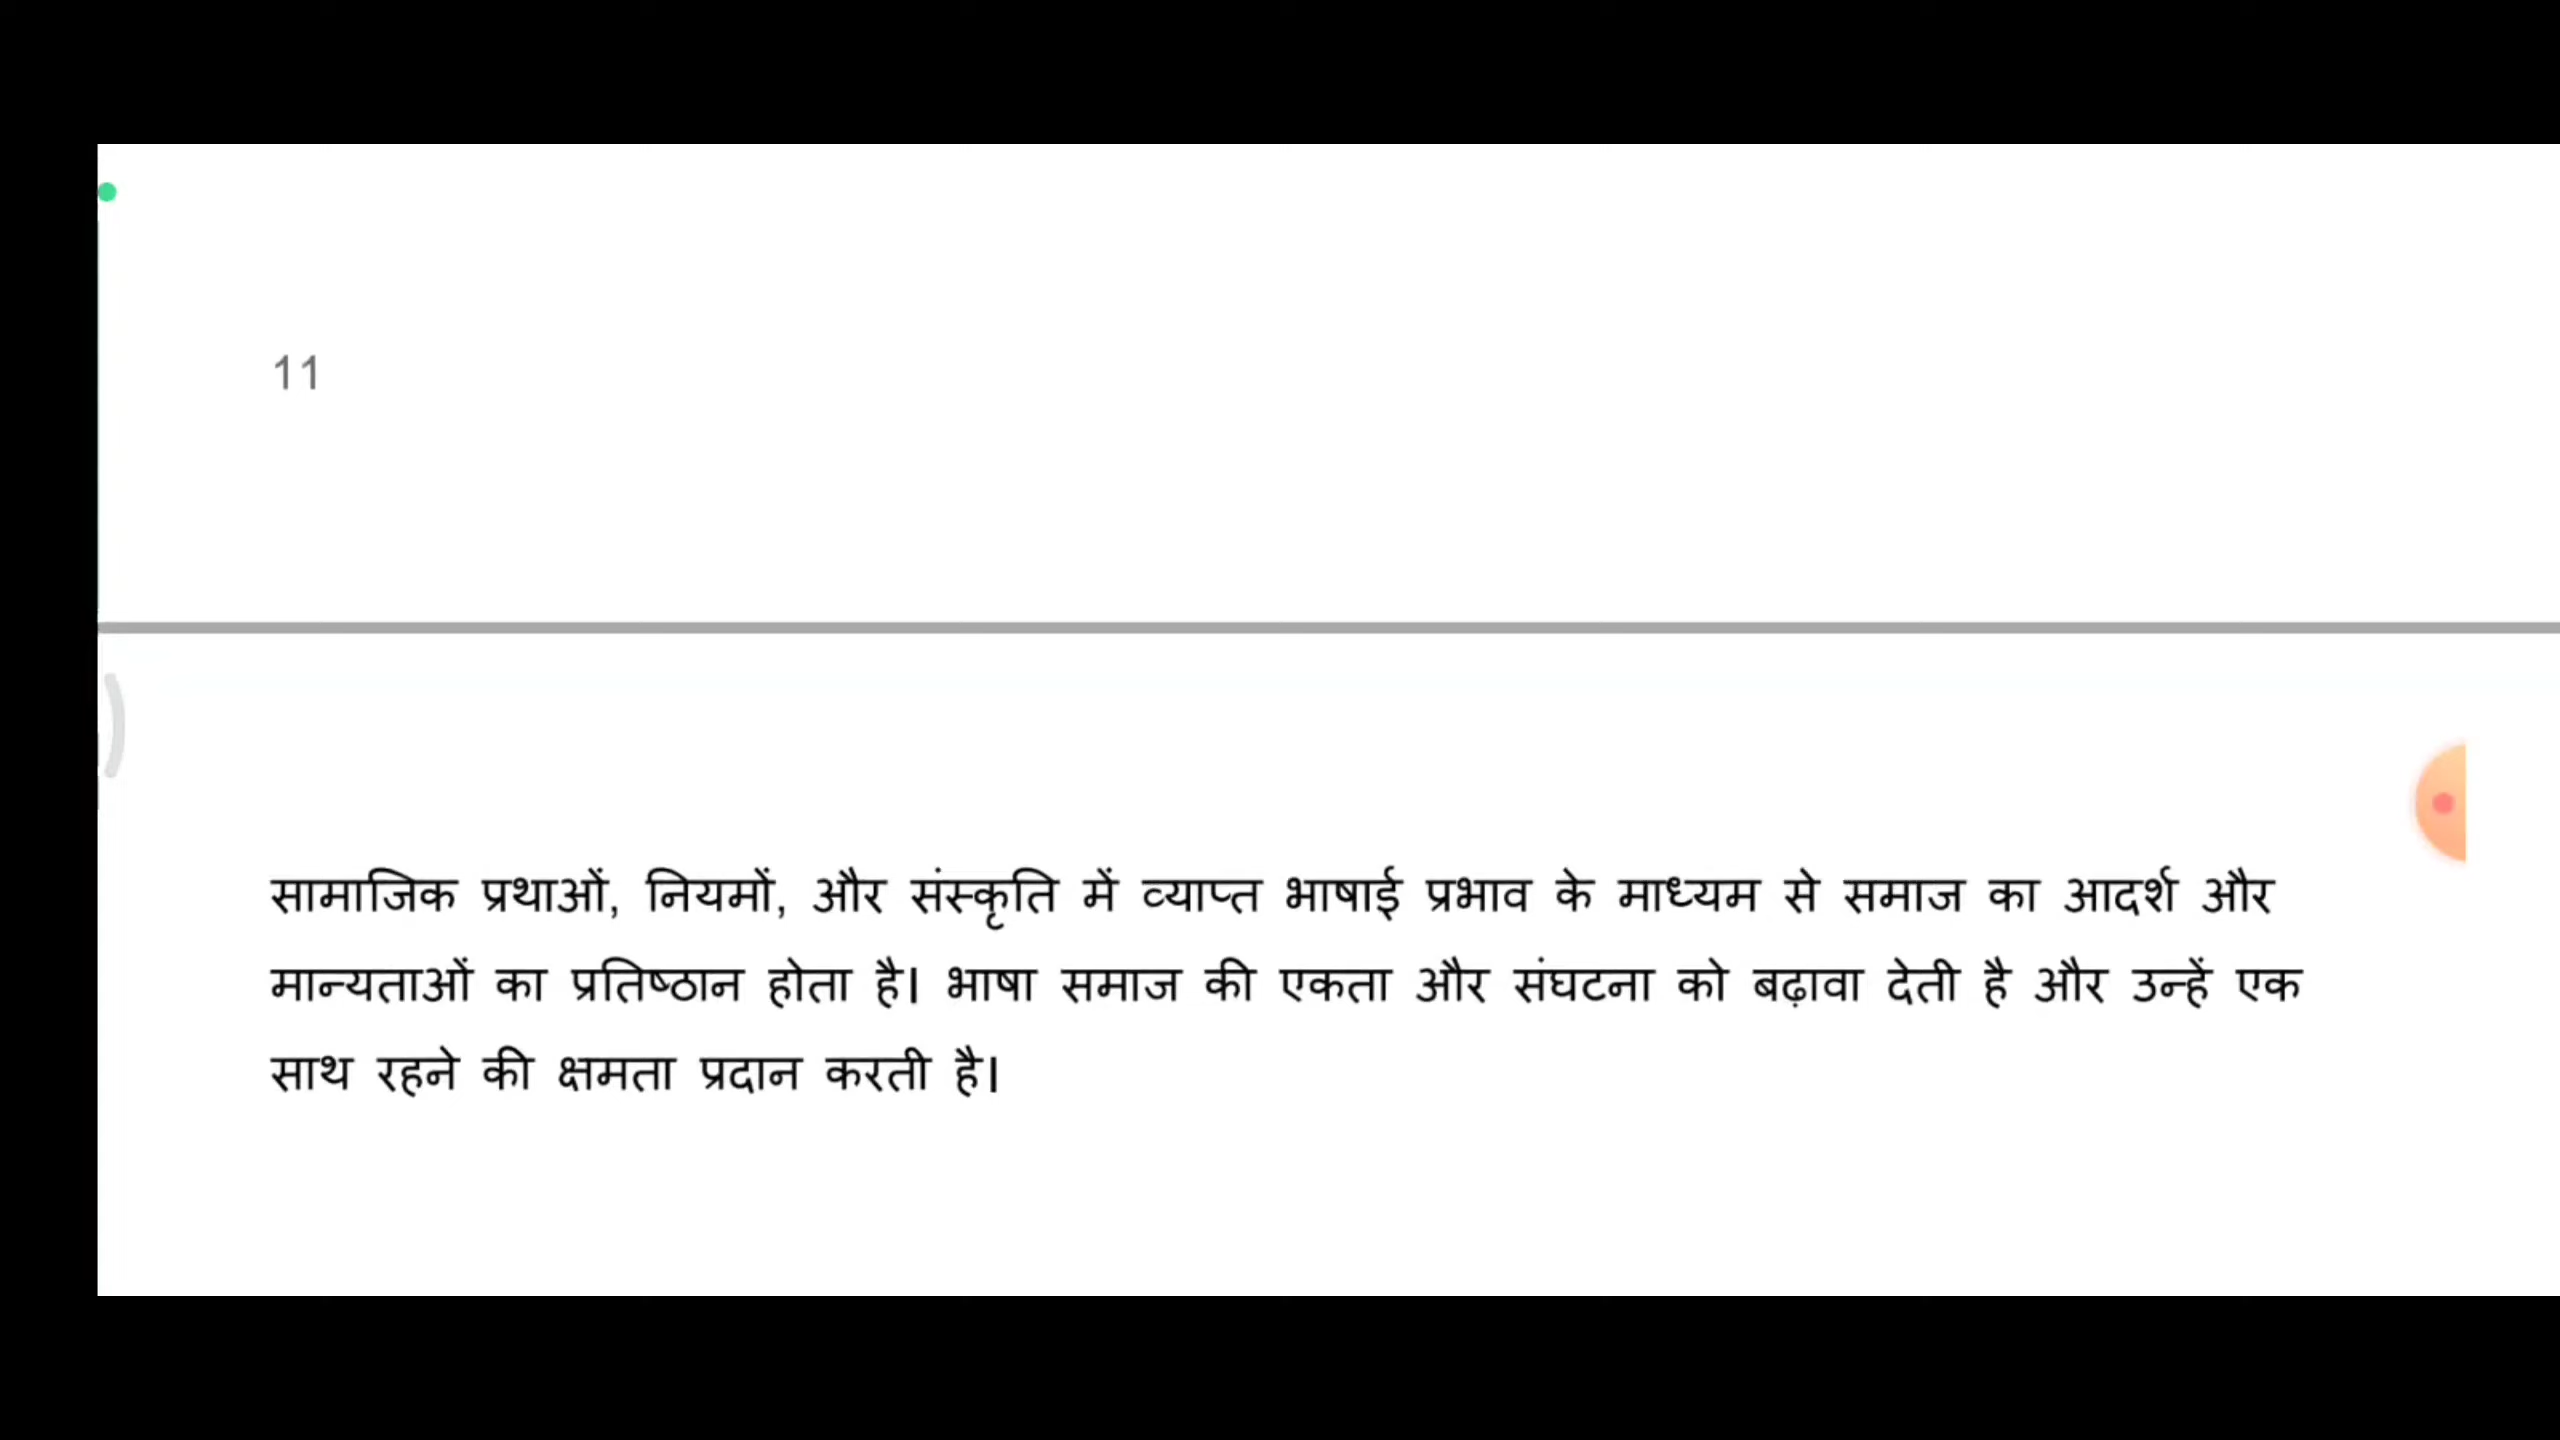 11
सामाजिक प्रथाओं, नियमों, और संस्कृति में व्याप्त भाषाई प्रभाव के माध्यम से समाज का आदर्श और
मान्यताओं का प्रतिष्ठान होता है। भाषा समाज की एकता और संघटना को बढ़ावा देती है और उन्हें एक
साथ रहने की क्षमता प्रदान करती है।